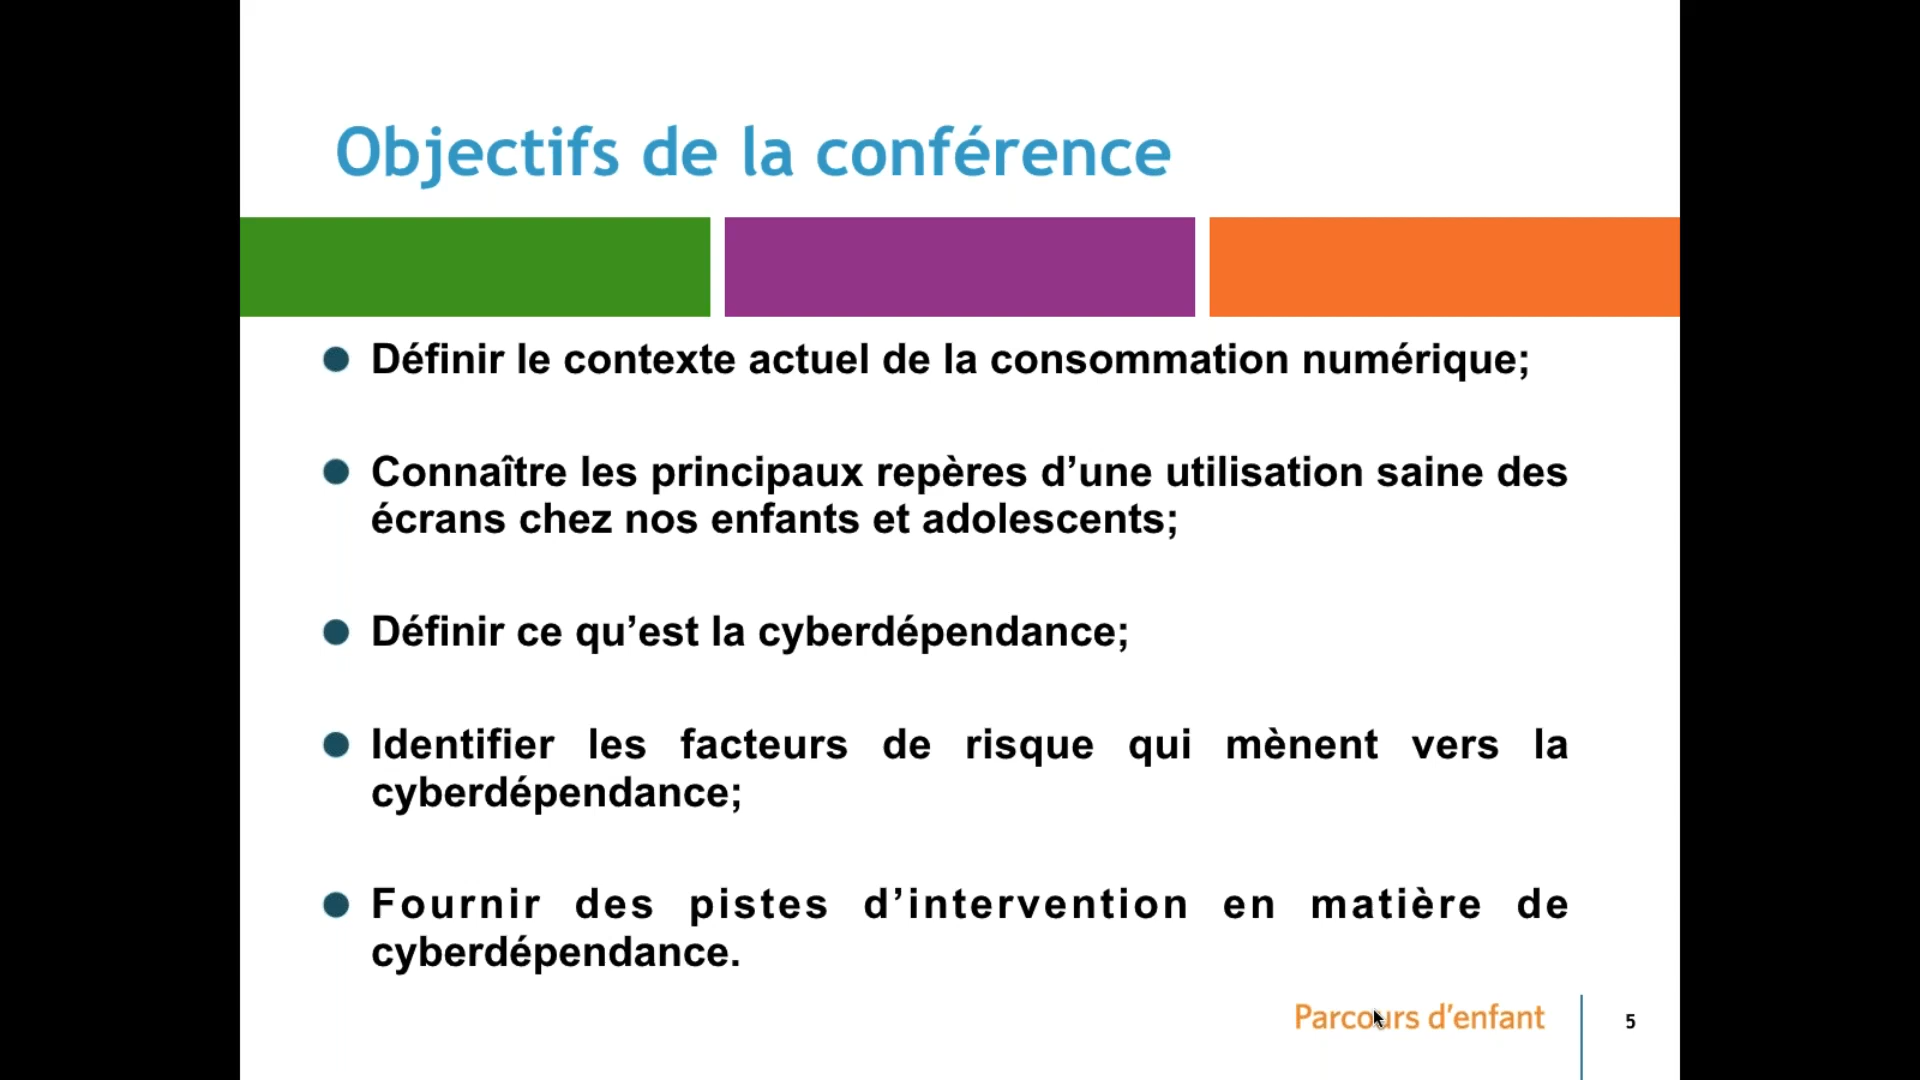 Objectifs de la conférence
Définir le contexte actuel de la consommation numérique;
Connaître les principaux repères d’une utilisation saine des
écrans chez nos enfants et adolescents;
Définir ce qu’est la cyberdépendance;
Identifier les facteurs de risque qui mènent vers la
cyberdépendance;
Fournir des pistes d’intervention en matière de
cyberdépendance.
Parcours d’enfant
5